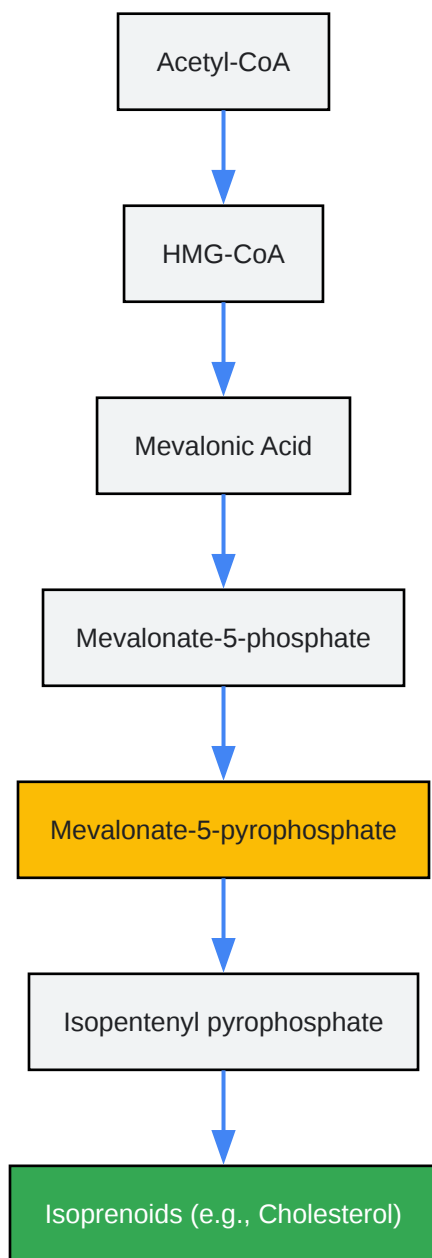 Acetyl-CoA
HMG-CoA
Mevalonic Acid
Mevalonate-5-phosphate
Mevalonate-5-pyrophosphate
Isopentenyl pyrophosphate
Isoprenoids (e.g., Cholesterol)